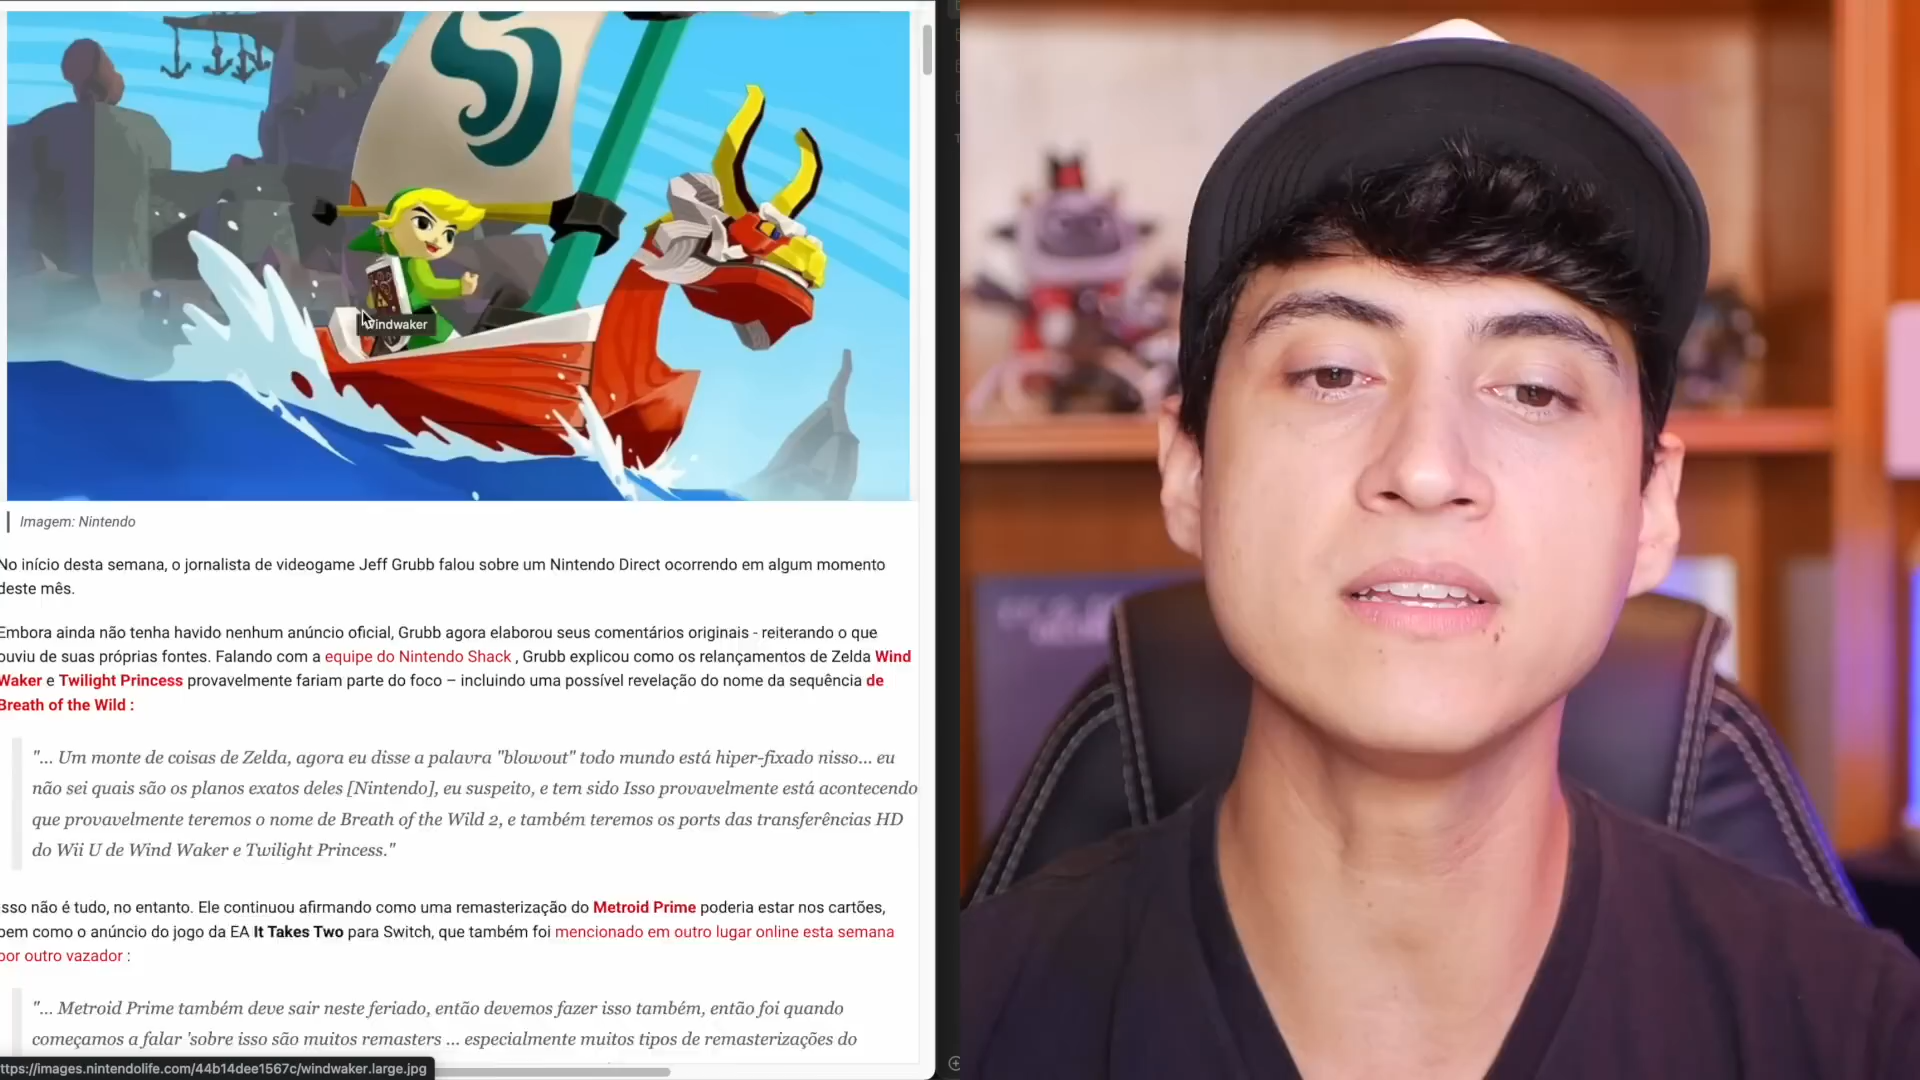 Windwaker
Imagem: Nintendo
No início desta semana, o jornalista de videogame Jeff Grubb falou sobre um Nintendo Direct ocorrendo em algum momento
deste mês.
Embora ainda não tenha havido nenhum anúncio oficial, Grubb agora elaborou seus comentários originais - reiterando o que
ouviu de suas próprias fontes. Falando com a equipe do Nintendo Shack , Grubb explicou como os relançamentos de Zelda Wind
Waker e Twilight Princess provavelmente fariam parte do foco – incluindo uma possível revelação do nome da sequência de
Breath of the Wild :
"... Um monte de coisas de Zelda, agora eu disse a palavra "blowout" todo mundo está hiper-fixado nisso... eu
não sei quais são os planos exatos deles [Nintendo], eu suspeito, e tem sido Isso provavelmente está acontecendo
que provavelmente teremos o nome de Breath of the Wild 2, e também teremos os ports das transferências HD
do Wii U de Wind Waker e Twilight Princess."
sso não é tudo, no entanto. Ele continuou afirmando como uma remasterização do Metroid Prime poderia estar nos cartões,
bem como o anúncio do jogo da EA It Takes Two para Switch, que também foi mencionado em outro lugar online esta semana
por outro vazador :
"... Metroid Prime também deve sair neste feriado, então devemos fazer isso também, então foi quando
começamos a falar 'sobre isso são muitos remasters ... especialmente muitos tipos de remasterizações do
ttps://images.nintendolife.com/44b14dee1567c/windwaker.large.jpg